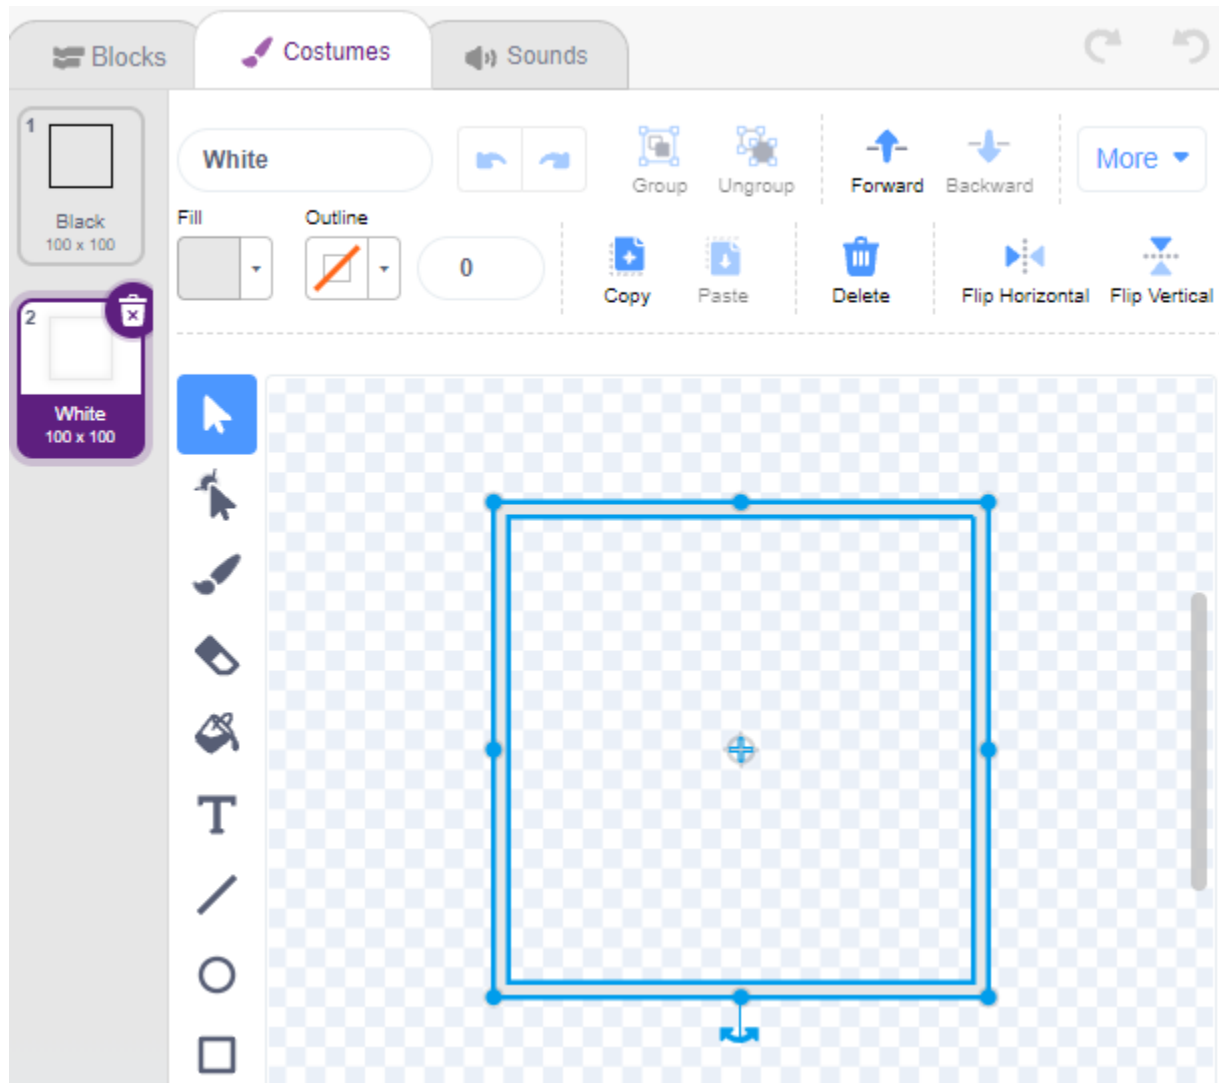 Blocks
Costumes
Sounds
1
Black
100 x 100
2
White
100 x 100
White
Group
Ungroup
Forward
Backward
More
Fill
Outline
0
Copy
Paste
Delete
Flip Horizontal
Flip Vertical
T